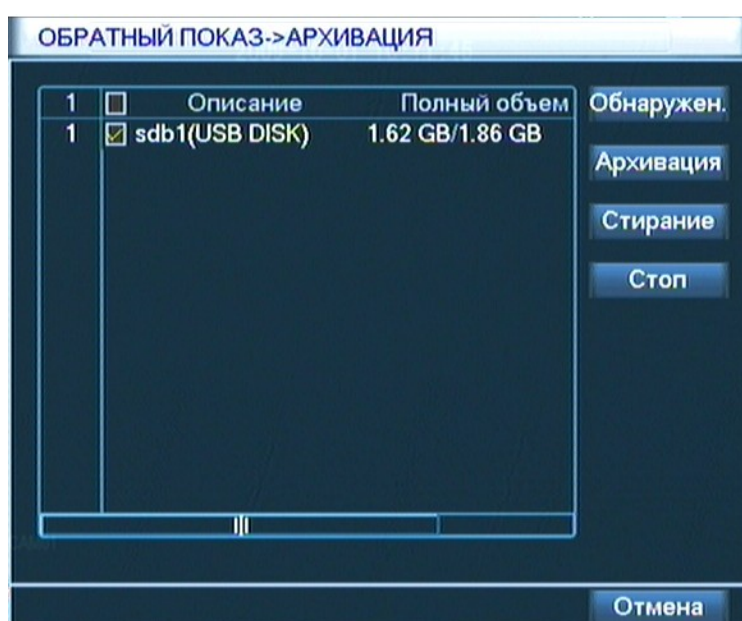 ОБРАТНЫЙ ПОКАЗ->АРХИВАЦИЯ
1 Описание Полный объем
1 sdb1(USB DISK) 1.62 GB/1.86 GB
Обнаружен.
Архивация
Стирание
Стоп
Отмена